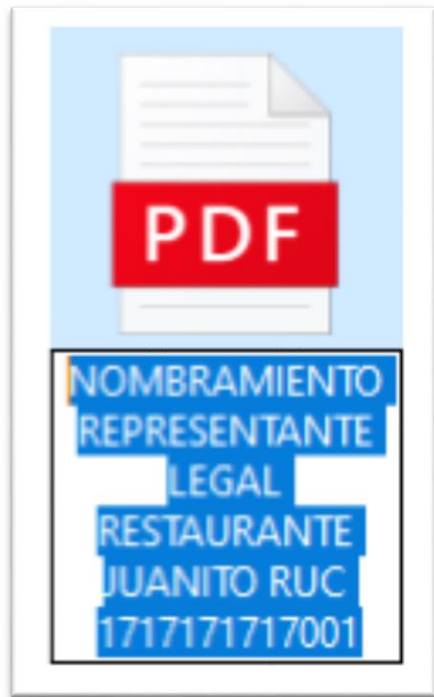 PDF
NOMBRAMIENTO
REPRESENTANTE
LEGAL
RESTAURANTE
JUANITO RUC
1717171717001